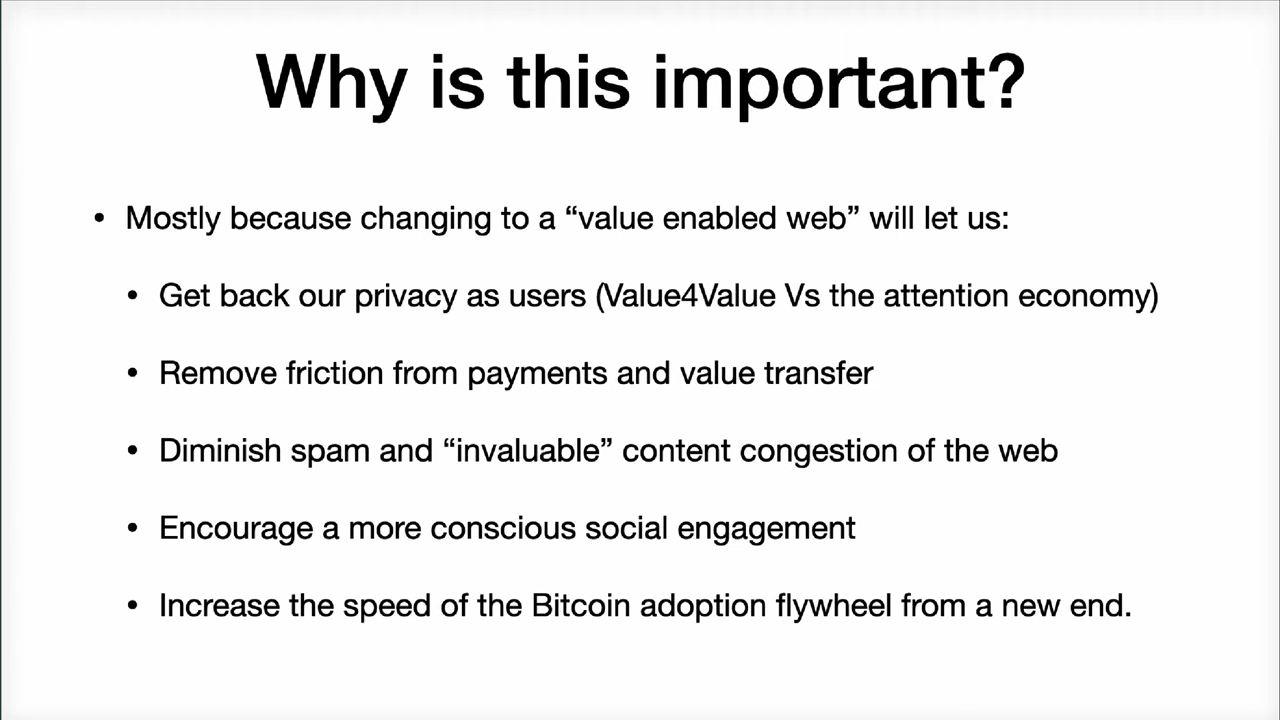 Why is this important?
• Mostly because changing to a “value enabled web” will let us:
• Get back our privacy as users (Value4Value Vs the attention economy)
• Remove friction from payments and value transfer
• Diminish spam and “invaluable” content congestion of the web
• Encourage a more conscious social engagement
• Increase the speed of the Bitcoin adoption flywheel from a new end.